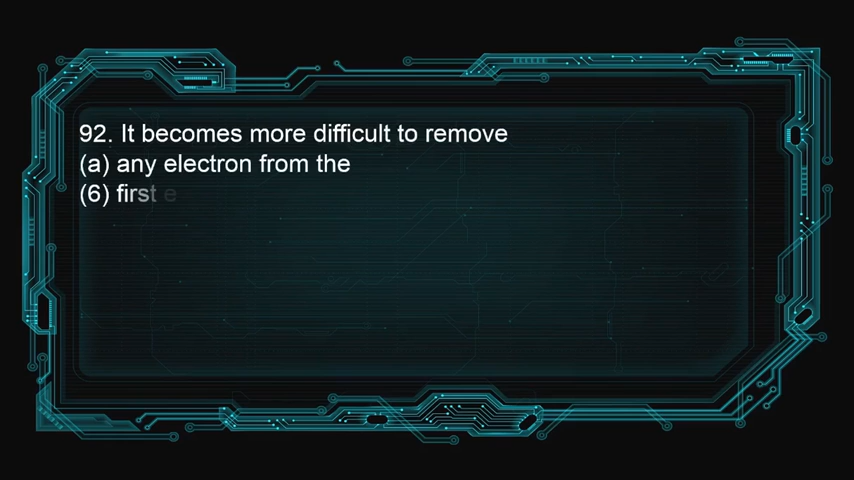 92. It becomes more difficult to remove
(a) any electron from the
(6) first e